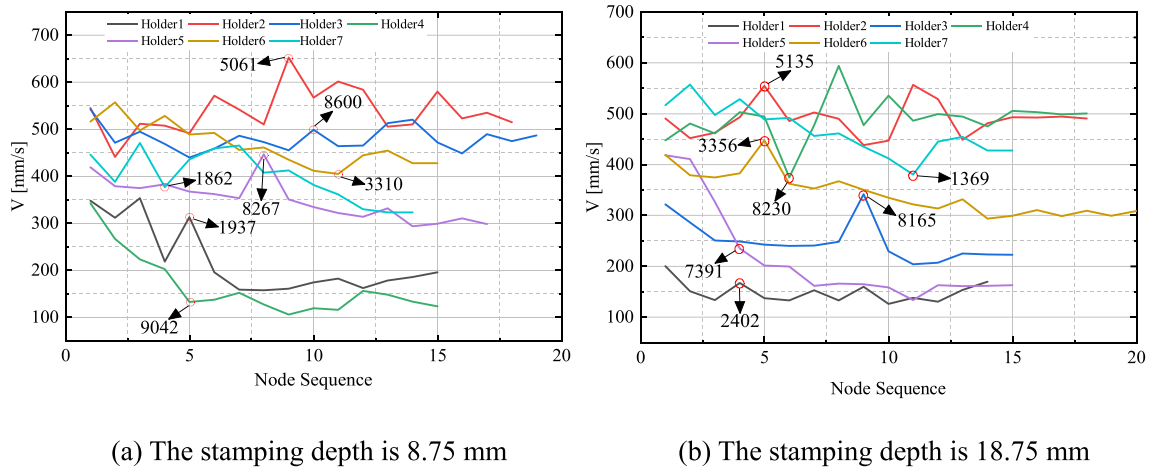 Holder1 Holder2 Holder3 Holder4
Holder5 Holder6 Holder7
700
600
500
400
300
200
100
V [mm/s]
5061
8600
1862
3310
8267
1937
9042
0 5 10 15 20
Node Sequence
(a) The stamping depth is 8.75 mm
Holder1 Holder2 Holder3 Holder4
Holder5 Holder6 Holder7
700
600
500
400
300
200
100
V [mm/s]
5135
3356
1369
8230
8165
7391
2402
0 5 10 15 20
Node Sequence
(b) The stamping depth is 18.75 mm